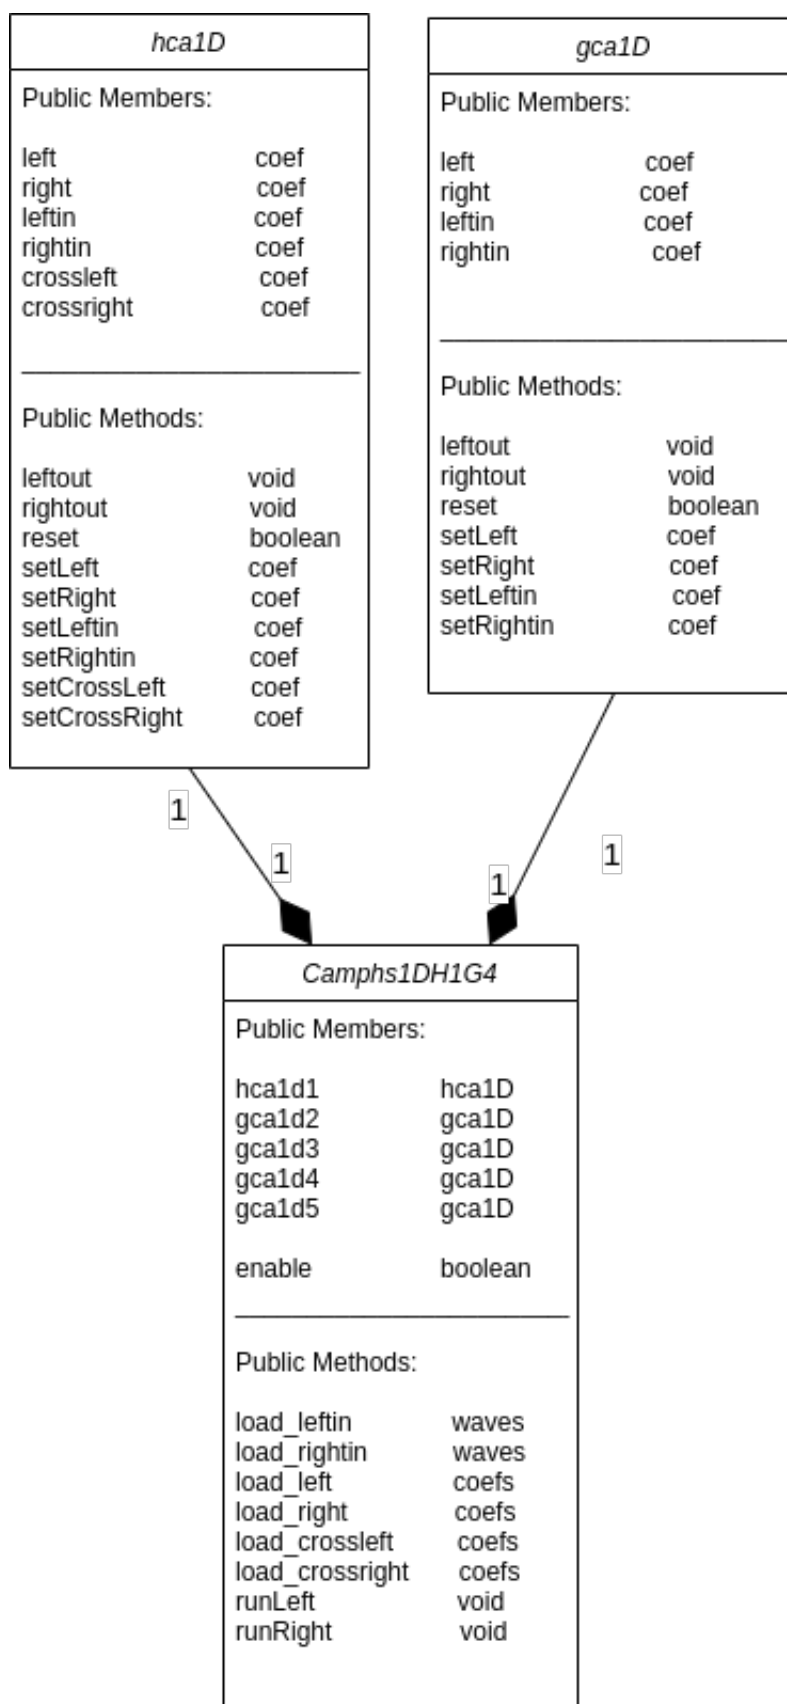 hca1D
Public Members:
left coef
right coef
leftin coef
rightin coef
crossleft coef
crossright coef
Public Methods:
leftout void
rightout void
reset boolean
setLeft coef
setRight coef
setLeftin coef
setRightin coef
setCrossLeft coef
setCrossRight coef
gca1D
Public Members:
left coef
right coef
leftin coef
rightin coef
Public Methods:
leftout void
rightout void
reset boolean
setLeft coef
setRight coef
setLeftin coef
setRightin coef
1
1
1
1
Camphs1DH1G4
Public Members:
hca1d1 hca1D
gca1d2 gca1D
gca1d3 gca1D
gca1d4 gca1D
gca1d5 gca1D
enable boolean
Public Methods:
load_leftin waves
load_rightin waves
load_left coefs
load_right coefs
load_crossleft coefs
load_crossright coefs
runLeft void
runRight void